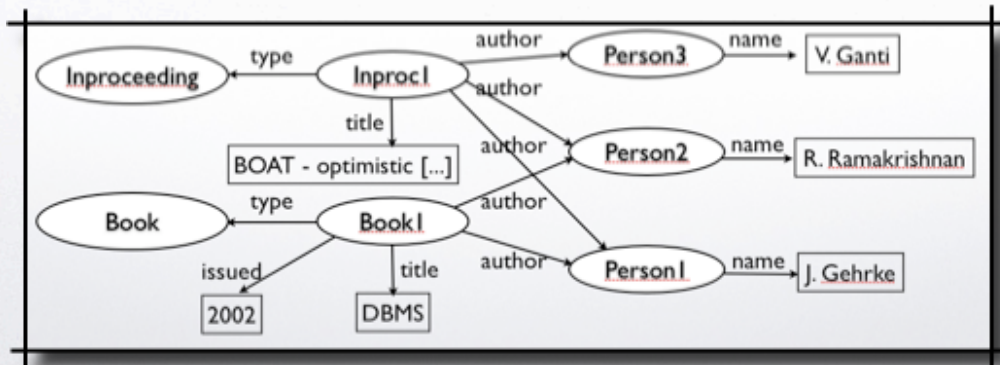 author
Person3
name
V. Ganti
Inproceeding
type
Inproc1
author
title
author
Person2
name
R. Ramakrishnan
BOAT - optimistic [...]
type
author
Book
Book1
author
Person1
name
J. Gehrke
issued
title
2002
DBMS